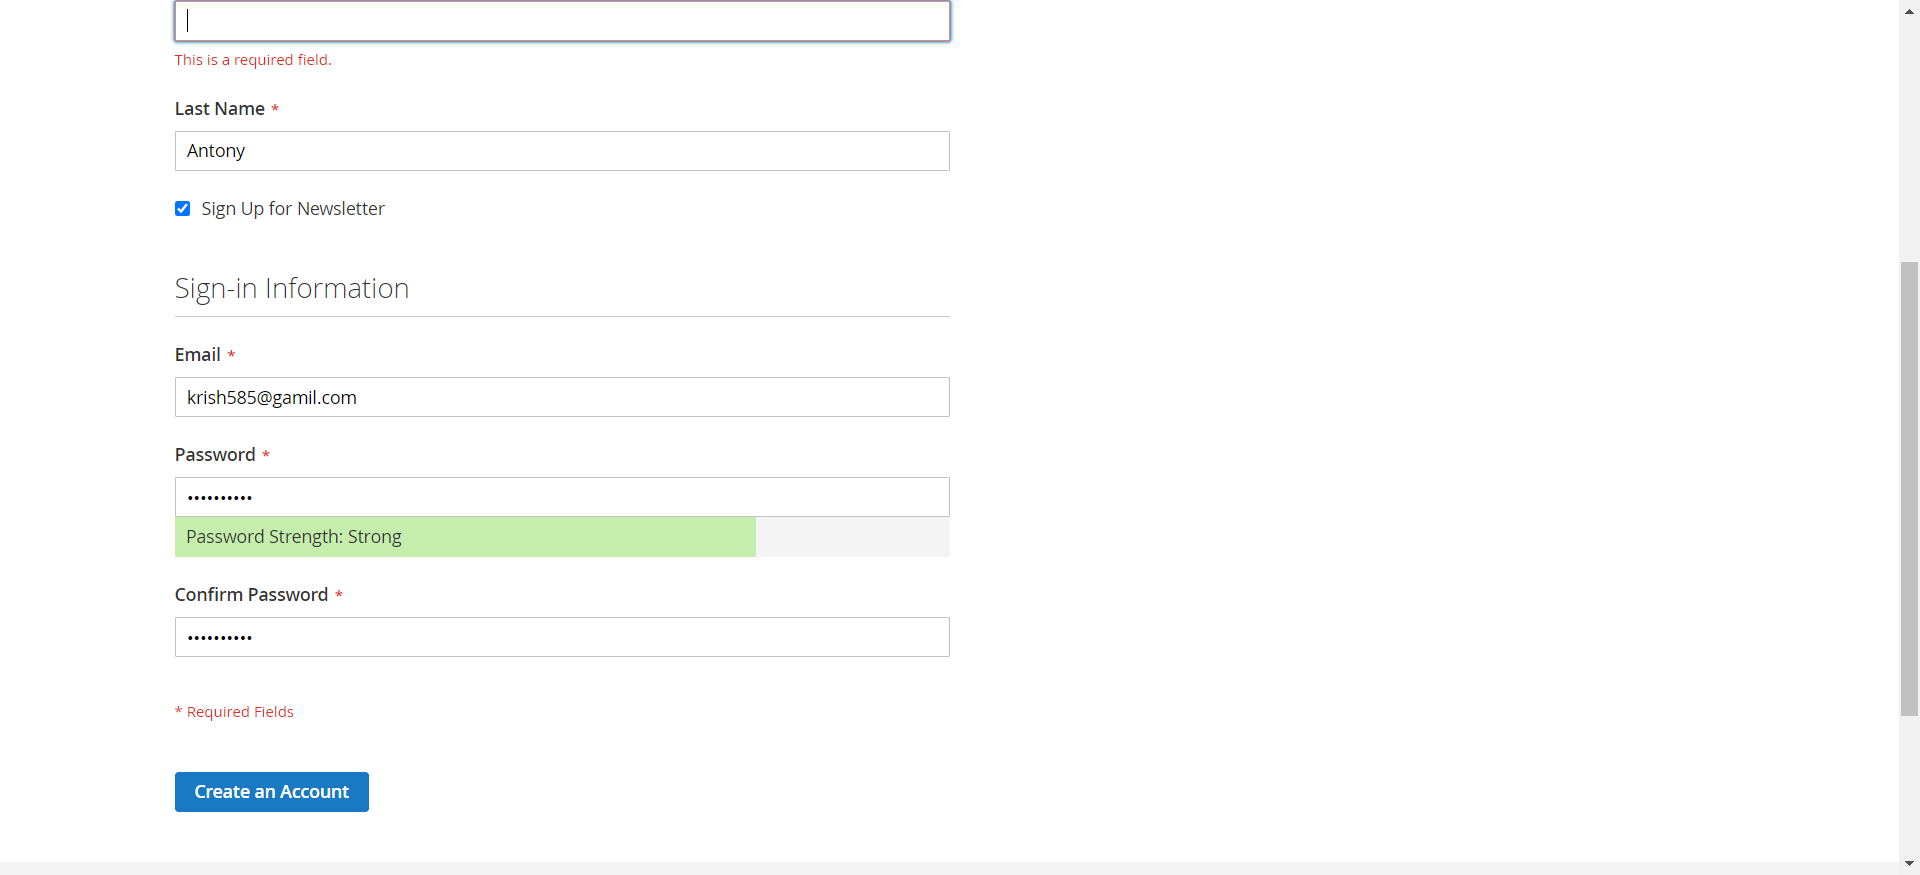 This is a required field.
Last Name *
Antony
Sign Up for Newsletter
Sign-in Information
Email *
krish585@gamil.com
Password *
••••••••••
Password Strength: Strong
Confirm Password *
••••••••••
* Required Fields
Create an Account